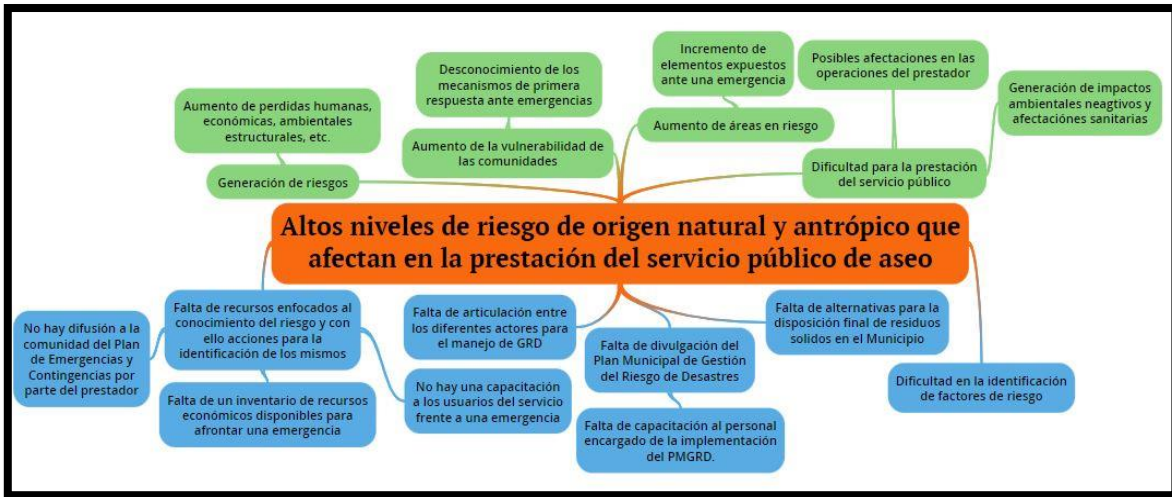 Aumento de perdidas humanas,
económicas, ambientales
estructurales, etc.
Generación de riesgos
Desconocimiento de los
mecanismos de primera
respuesta ante emergencias
Aumento de la vulnerabilidad de
las comunidades
Incremento de
elementos expuestos
ante una emergencia
Aumento de áreas en riesgo
Posibles afectaciones en las
operaciones del prestador
Generación de impactos
ambientales neagtivos y
afectaciónes sanitarias
Dificultad para la prestación
del servicio público
Altos niveles de riesgo de origen natural y antrópico que
afectan en la prestación del servicio público de aseo
No hay difusión a la
comunidad del Plan
de Emergencias y
Contingencias por
parte del prestador
Falta de recursos enfocados al
conocimiento del riesgo y con
ello acciones para la
identificación de los mismos
Falta de un inventario de recursos
económicos disponibles para
afrontar una emergencia
Falta de articulación entre
los diferentes actores para
el manejo de GRD
No hay una capacitación
a los usuarios del servicio
frente a una emergencia
Falta de divulgación del
Plan Municipal de Gestión
del Riesgo de Desastres
Falta de capacitación al personal
encargado de la implementación
del PMGRD.
Falta de alternativas para la
disposición final de residuos
solidos en el Municipio
Dificultad en la identificación
de factores de riesgo